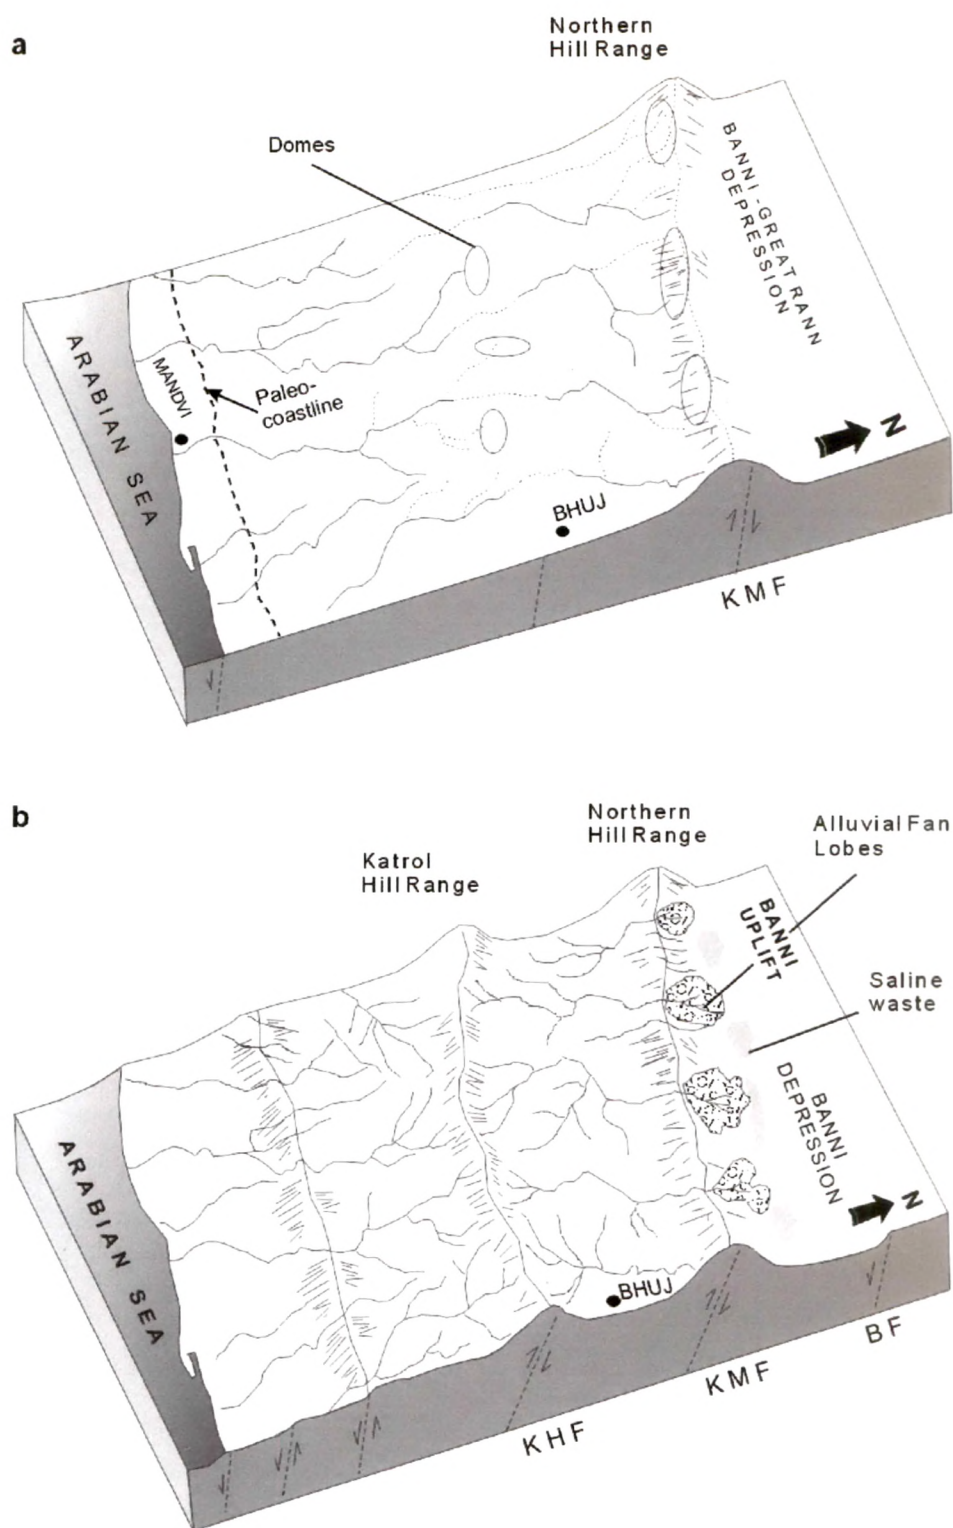 a
Northern
Hill Range
Domes
BANNI-GREAT RANN
DEPRESSION
ARABIAN SEA
MANDVI
Paleo-
coastline
N
BHUJ
KMF
b
Northern
Hill Range
Alluvial Fan
Lobes
Katrol
Hill Range
BANNI
UPLIFT
Saline
waste
BANNI
DEPRESSION
ARABIAN SEA
N
BHUJ
BF
KMF
KHF